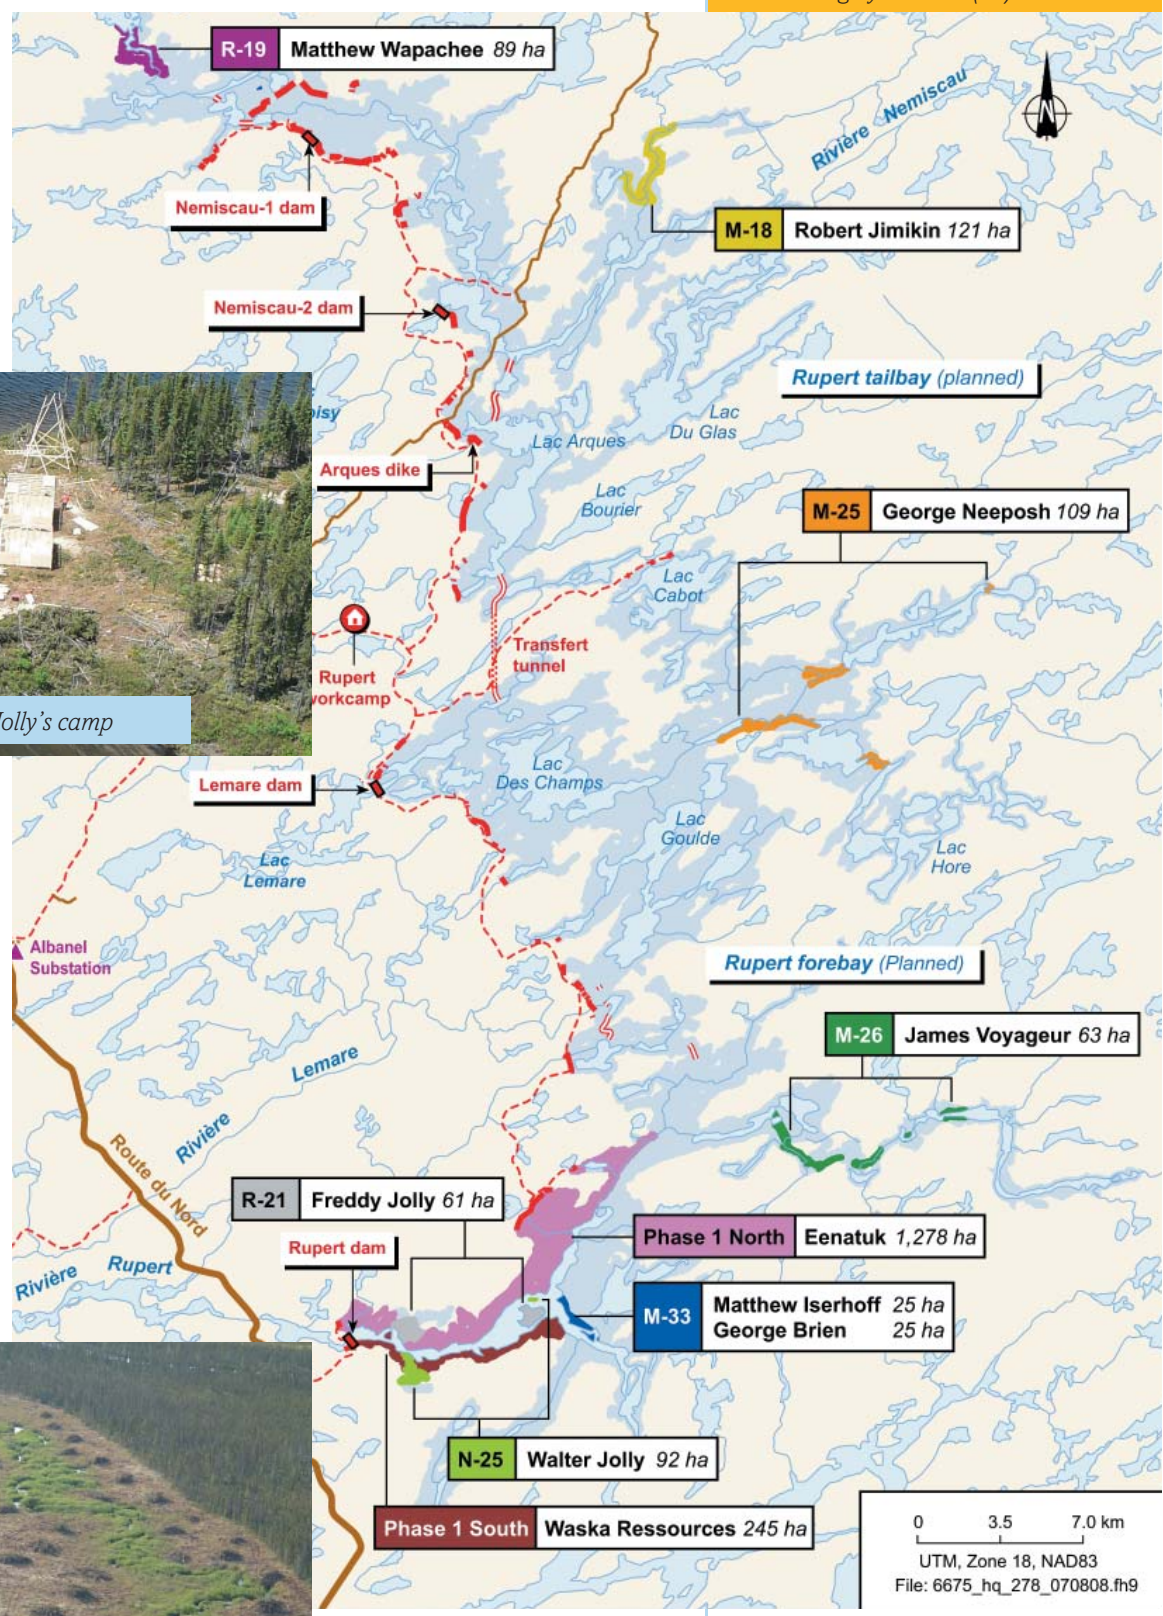 R-19 Matthew Wapachee 89 ha
Rivière Nemiscau
N
Nemiscau-1 dam
M-18 Robert Jimikin 121 ha
Nemiscau-2 dam
Rupert tailbay (planned)
Lac
Du Glas
Lac Arques
Arques dike
Lac
Bourier
M-25 George Neeposh 109 ha
Lac
Cabot
Transfert
tunnel
Rupert
Jolly's camp
Lemare dam
Lac
Des Champs
Lac
Goulde
Lac
Hore
Lac
Lemare
Albanel
Substation
Rupert forebay (Planned)
M-26 James Voyageur 63 ha
Rivière Lemare
Route du Nord
R-21 Freddy Jolly 61 ha
Rupert dam
Phase 1 North Eenatuk 1,278 ha
Rivière Rupert
M-33 Matthew Iserhoff 25 ha
George Brien 25 ha
N-25 Walter Jolly 92 ha
Phase 1 South Waska Ressources 245 ha
0 3.5 7.0 km
UTM, Zone 18, NAD83
File: 6675_hq_278_070808.fh9